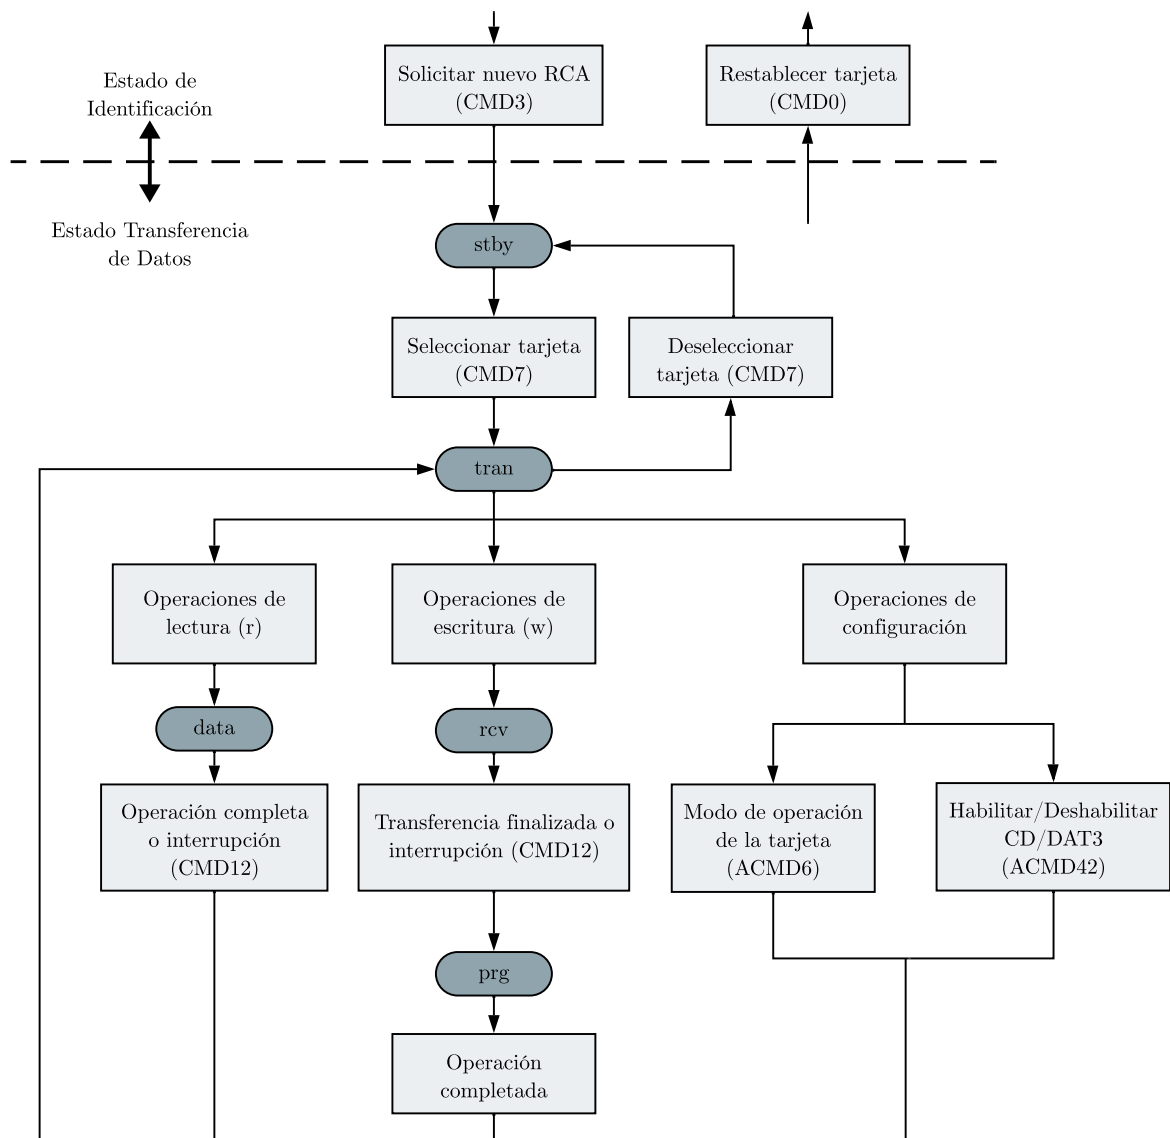 Solicitar nuevo RCA
(CMD3)
Restablecer tarjeta
(CMD0)
Estado de
Identificación
Estado Transferencia
de Datos
stby
Seleccionar tarjeta
(CMD7)
Deseleccionar
tarjeta (CMD7)
tran
Operaciones de
lectura (r)
Operaciones de
escritura (w)
Operaciones de
configuración
data
rcv
Operación completa
o interrupción
(CMD12)
Transferencia finalizada o
interrupción (CMD12)
Modo de operación
de la tarjeta
(ACMD6)
Habilitar/Deshabilitar
CD/DAT3
(ACMD42)
prg
Operación
completada